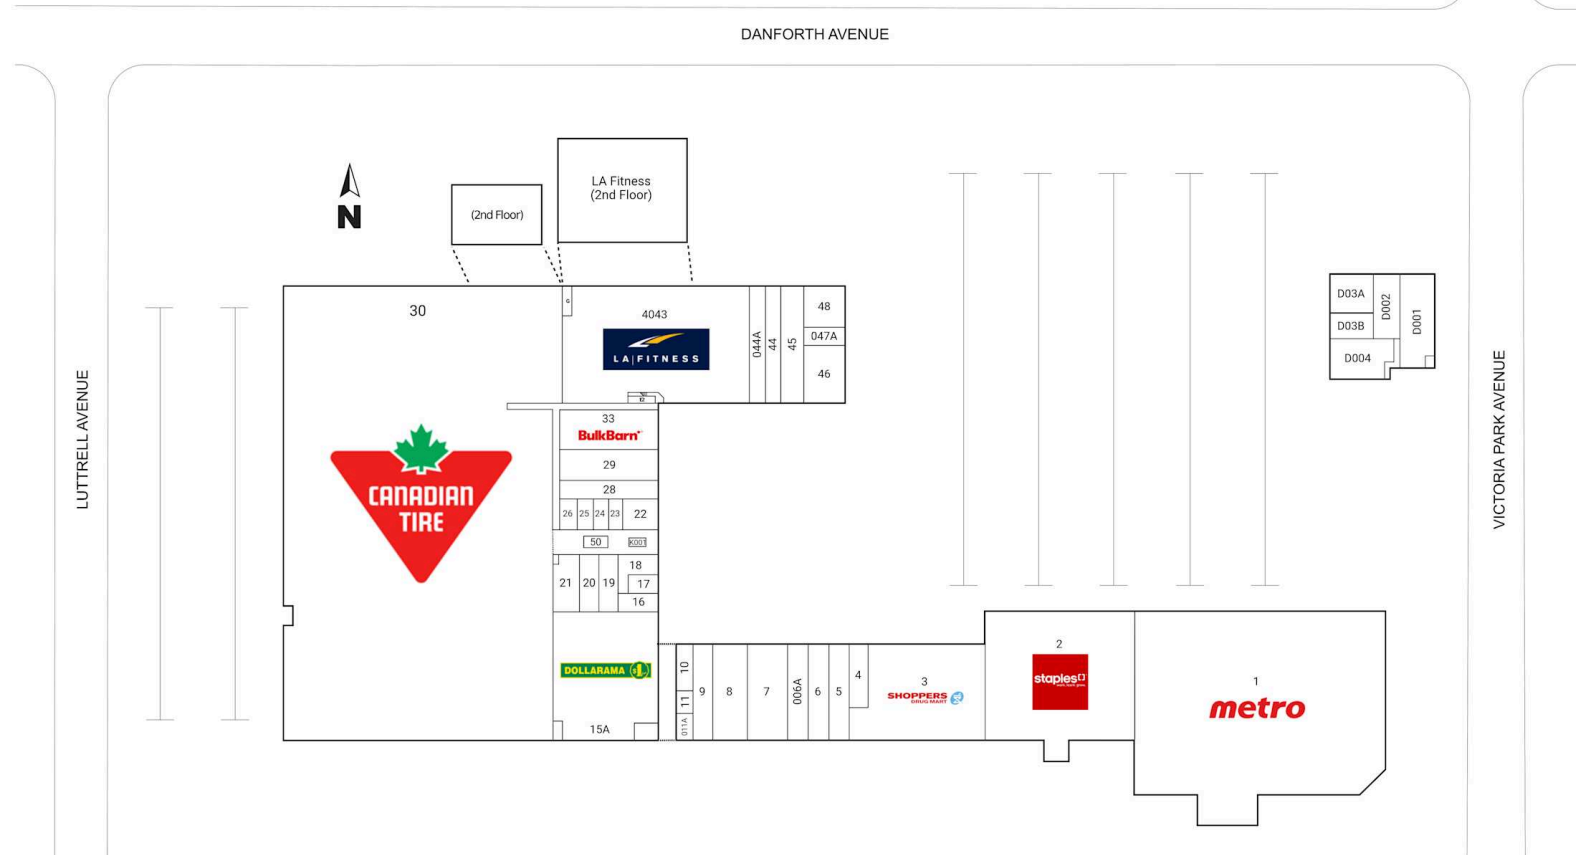 DANFORTH AVENUE
LA Fitness
(2nd Floor)
(2nd Floor)
N
30
4043
LA|FITNESS
044A
44
45
48
047A
46
D03A
D03B
D002
D001
D004
LUTTRELL AVENUE
VICTORIA PARK AVENUE
33
BulkBarn
29
28
26
25
24
23
22
CANADIAN
TIRE
50
K001
21
20
19
18
17
16
DOLLARAMA
15A
10
11
011A
9
8
7
006A
6
5
4
3
SHOPPERS
DRUG MART
2
staples
1
metro